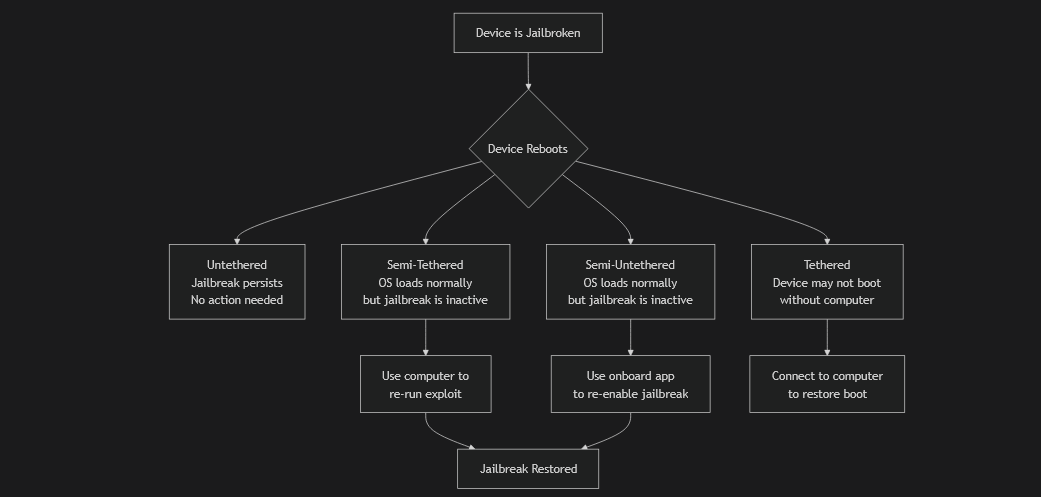 Device is Jailbroken
Device Reboots
Untethered
Jailbreak persists
No action needed
Semi-Tethered
OS loads normally
but jailbreak is inactive
Semi-Untethered
OS loads normally
but jailbreak is inactive
Tethered
Device may not boot
without computer
Use computer to
re-run exploit
Use onboard app
to re-enable jailbreak
Connect to computer
to restore boot
Jailbreak Restored